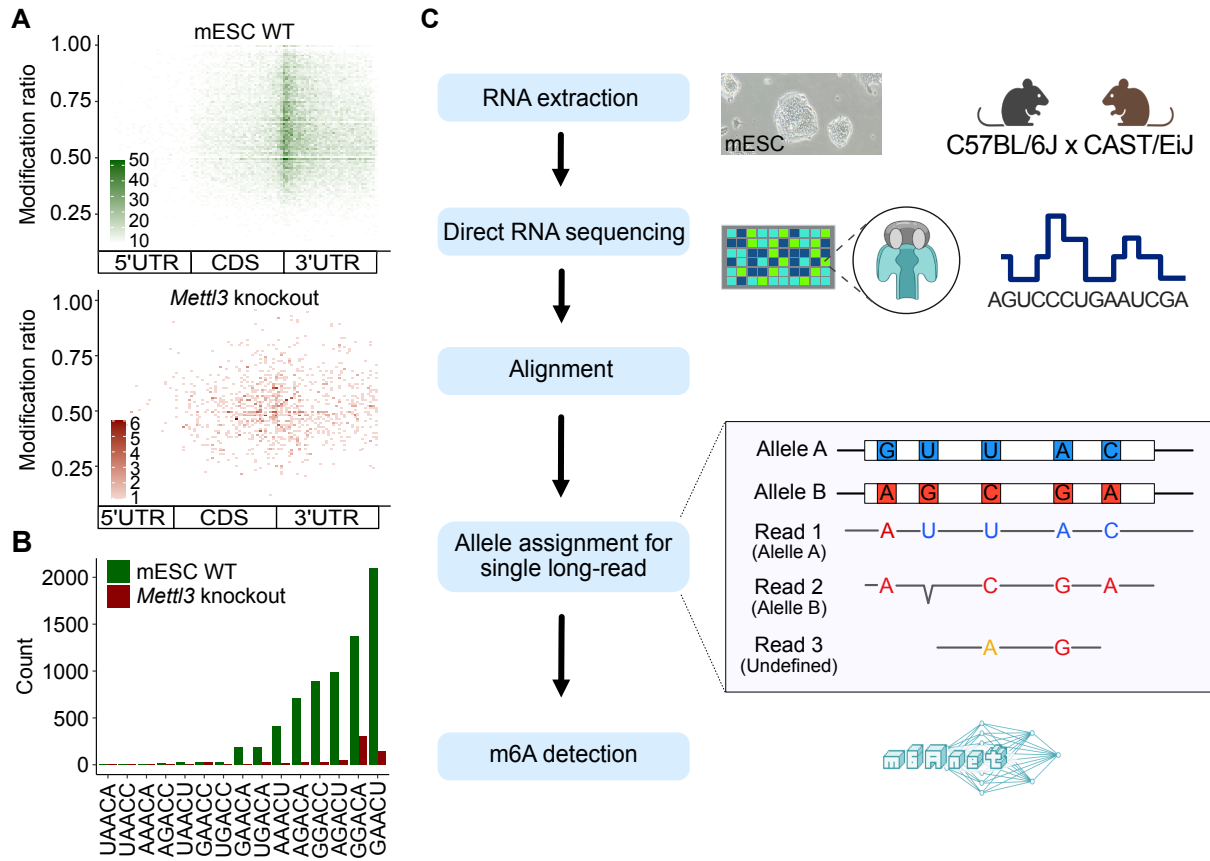 A
mESC WT
Modification ratio
1.00
0.75
0.50
0.25
50
40
30
20
10
5'UTR CDS 3'UTR
Mettl3 knockout
Modification ratio
1.00
0.75
0.50
0.25
6
5
4
3
2
1
5'UTR CDS 3'UTR
B
mESC WT
Mettl3 knockout
Count
2000
1500
1000
500
0
UAACA
UAACC
AAACA
AGACC
UAACU
GAACC
UGACC
GAACA
UGACA
AAACU
AGACA
GGACC
AGACU
GGACA
GAACU
C
RNA extraction
mESC
C57BL/6J x CAST/EiJ
Direct RNA sequencing
AGUCCCUGAAUCGA
Alignment
Allele assignment for
single long-read
Allele A G U U A C
Allele B A G C G A
Read 1 A U U A C
(Alelle A)
Read 2 A C G A
(Alelle B)
Read 3 A G
(Undefined)
m6A detection
m6Anet